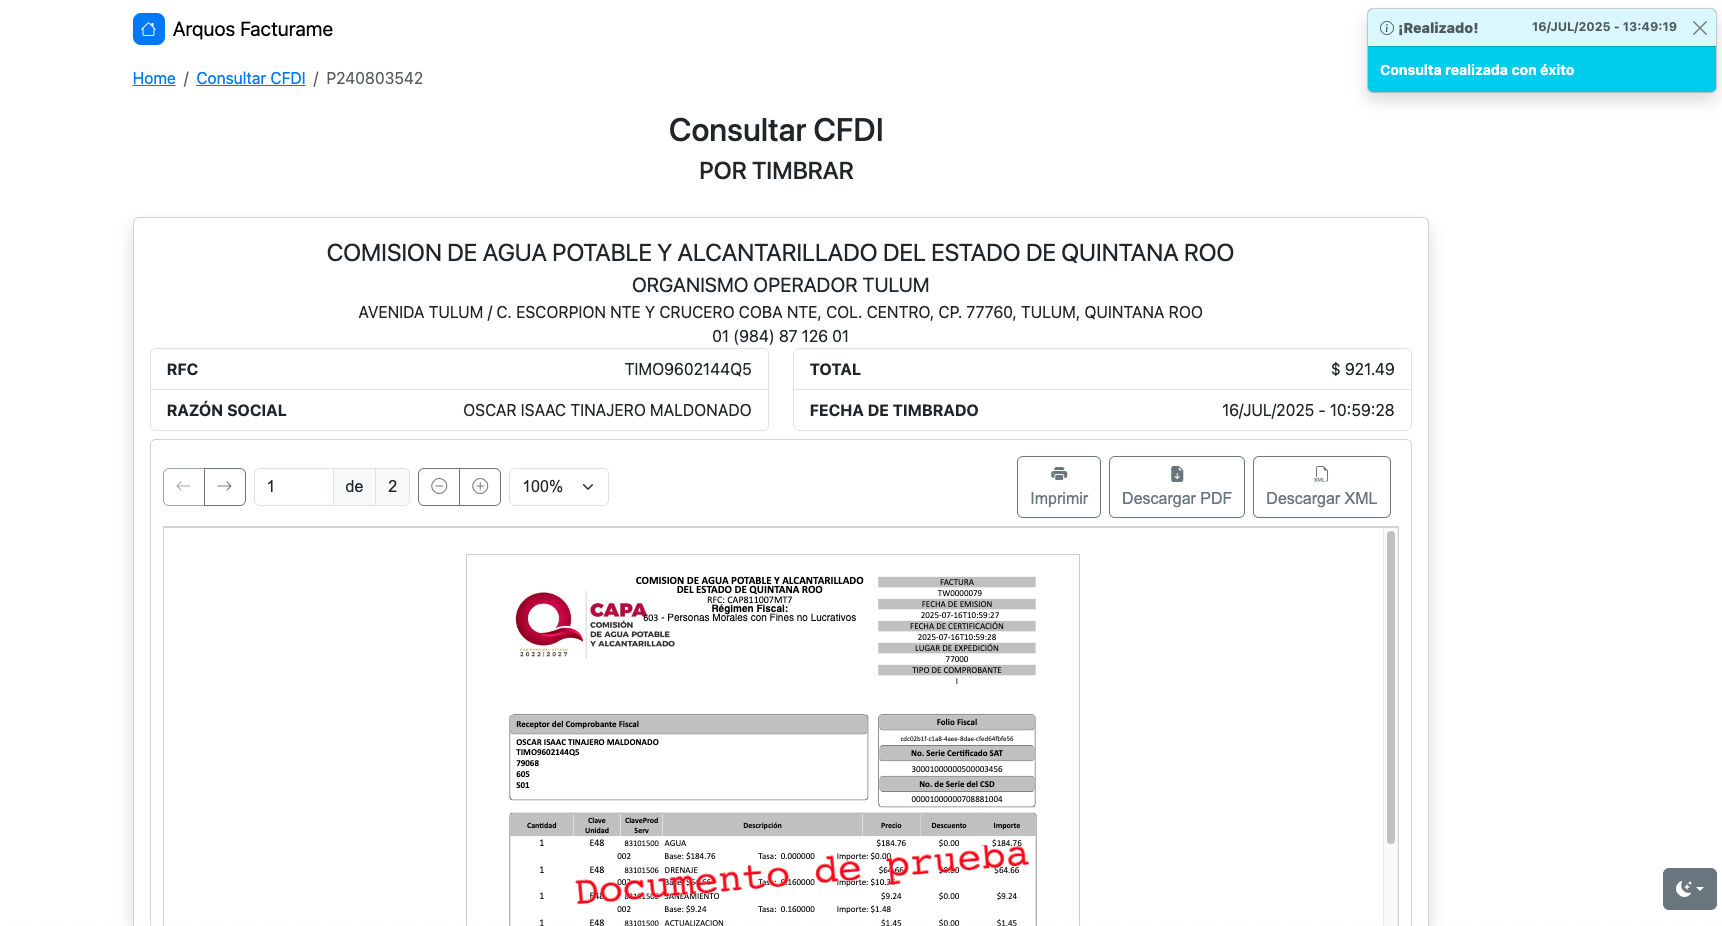 Arquos Facturame
¡Realizado! 16/JUL/2025 - 13:49:19
Consulta realizada con éxito
Home / Consultar CFDI / P240803542
Consultar CFDI
POR TIMBRAR
COMISION DE AGUA POTABLE Y ALCANTARILLADO DEL ESTADO DE QUINTANA ROO
ORGANISMO OPERADOR TULUM
AVENIDA TULUM / C. ESCORPION NTE Y CRUCERO COBA NTE, COL. CENTRO, CP. 77760, TULUM, QUINTANA ROO
01 (984) 87 126 01
RFC TIMO9602144Q5
RAZÓN SOCIAL OSCAR ISAAC TINAJERO MALDONADO
TOTAL $ 921.49
FECHA DE TIMBRADO 16/JUL/2025 - 10:59:28
1 de 2 100%
Imprimir
Descargar PDF
XML
Descargar XML
CAPA
COMISIÓN
DE AGUA POTABLE
Y ALCANTARILLADO
2022|2027
COMISION DE AGUA POTABLE Y ALCANTARILLADO
DEL ESTADO DE QUINTANA ROO
RFC: CAP811007MT7
Régimen Fiscal:
603 - Personas Morales con Fines no Lucrativos
FACTURA
TW0000079
FECHA DE EMISION
2025-07-16T10:59:27
FECHA DE CERTIFICACIÓN
2025-07-16T10:59:28
LUGAR DE EXPEDICIÓN
77000
TIPO DE COMPROBANTE
I
Receptor del Comprobante Fiscal
OSCAR ISAAC TINAJERO MALDONADO
TIMO9602144Q5
79068
605
S01
Folio Fiscal
cdc02b1f-c1a8-4aee-8dae-cfed64fbfe56
No. Serie Certificado SAT
30001000000500003456
No. de Serie del CSD
00001000000708881004
Cantidad Clave Unidad ClaveProd Serv Descripción Precio Descuento Importe
1 E48 83101500 AGUA $184.76 $0.00 $184.76
002 Base: $184.76 Tasa: 0.000000 Importe: $0.00
1 E48 83101506 DRENAJE $64.66 $0.00 $64.66
002 Base: $64.66 Tasa: 0.160000 Importe: $10.35
1 E48 SANEAMIENTO $9.24 $0.00 $9.24
002 Base: $9.24 Tasa: 0.160000 Importe: $1.48
1 E48 83101500 ACTUALIZACION $1.45 $0.00 $1.45
Documento de prueba